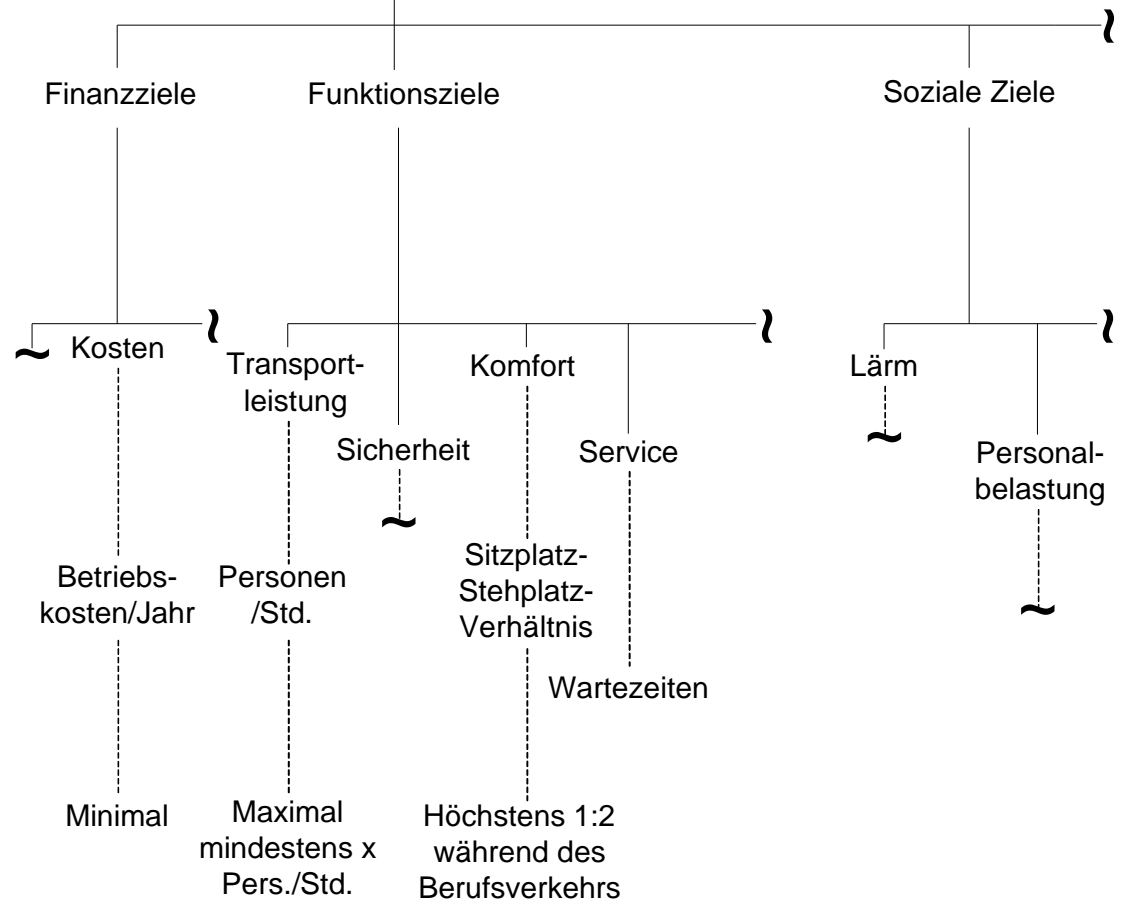 Finanzziele
Funktionsziele
Soziale Ziele
Kosten
Transport-
leistung
Komfort
Lärm
Sicherheit
Service
Personal-
belastung
Betriebs-
kosten/Jahr
Personen
/Std.
Sitzplatz-
Stehplatz-
Verhältnis
Wartezeiten
Minimal
Maximal
mindestens x
Pers./Std.
Höchstens 1:2
während des
Berufsverkehrs